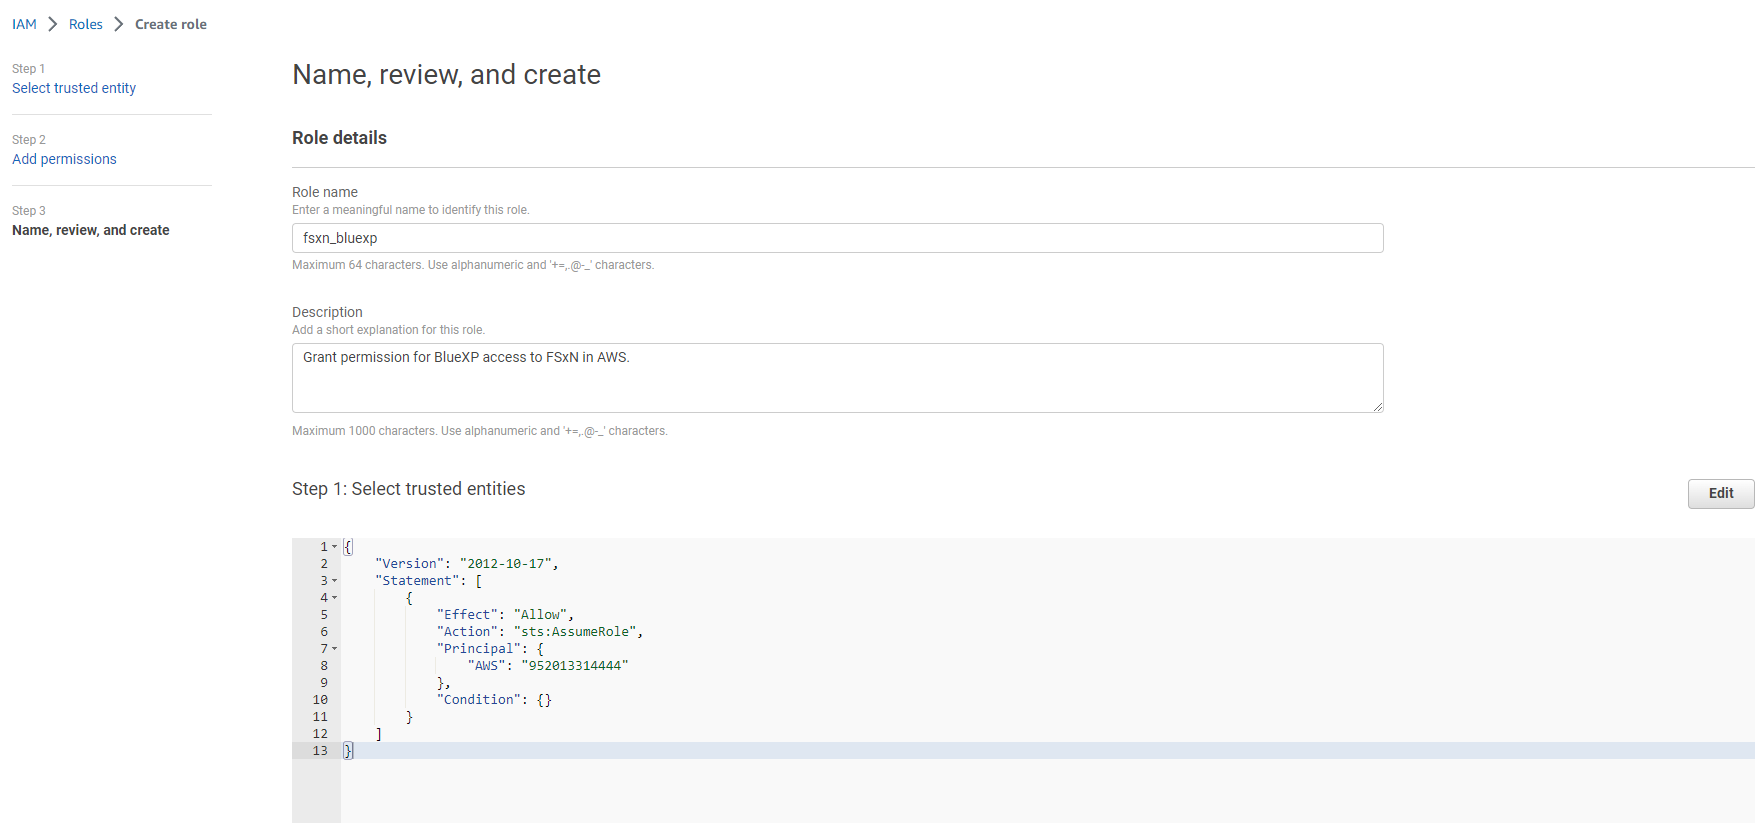 IAM > Roles > Create role
Step 1
Select trusted entity
Step 2
Add permissions
Step 3
Name, review, and create
Name, review, and create
Role details
Role name
Enter a meaningful name to identify this role.
fsxn_bluexp
Maximum 64 characters. Use alphanumeric and '+=,.@-_' characters.
Description
Add a short explanation for this role.
Grant permission for BlueXP access to FSxN in AWS.
Maximum 1000 characters. Use alphanumeric and '+=,.@-_' characters.
Step 1: Select trusted entities
Edit
1 {
2 "Version": "2012-10-17",
3 "Statement": [
4 {
5 "Effect": "Allow",
6 "Action": "sts:AssumeRole",
7 "Principal": {
8 "AWS": "952013314444"
9 },
10 "Condition": {}
11 }
12 ]
13 }